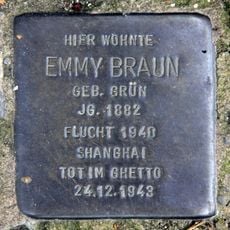 HIER WOHNTE
EMMY BRAUN
GEB. GRÜN
JG. 1882
FLUCHT 1940
SHANGHAI
TOT IM GHETTO
24.12.1943